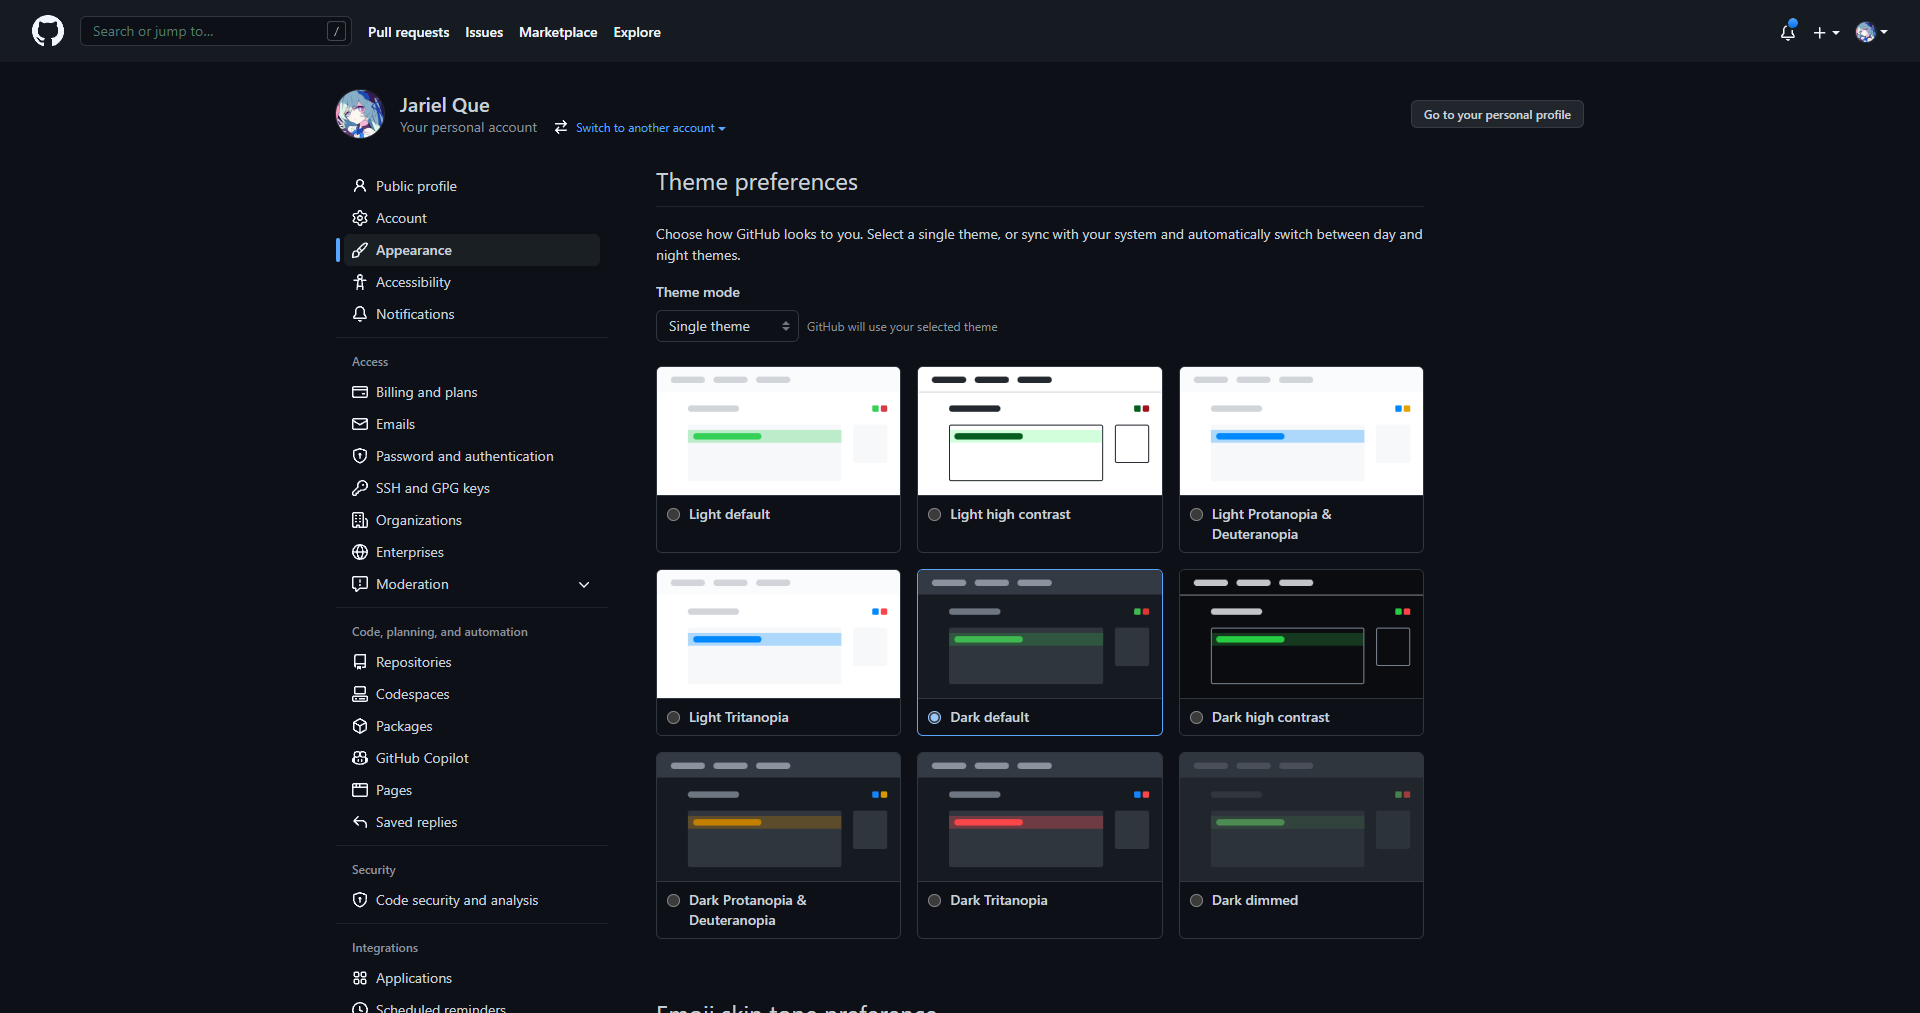 Search or jump to...
/
Pull requests
Issues
Marketplace
Explore
Jariel Que
Your personal account
Switch to another account
Go to your personal profile
Public profile
Account
Appearance
Accessibility
Notifications
Access
Billing and plans
Emails
Password and authentication
SSH and GPG keys
Organizations
Enterprises
Moderation
Code, planning, and automation
Repositories
Codespaces
Packages
GitHub Copilot
Pages
Saved replies
Security
Code security and analysis
Integrations
Applications
Scheduled reminders
Theme preferences
Choose how GitHub looks to you. Select a single theme, or sync with your system and automatically switch between day and
night themes.
Theme mode
Single theme
GitHub will use your selected theme
Light default
Light high contrast
Light Protanopia &
Deuteranopia
Light Tritanopia
Dark default
Dark high contrast
Dark Protanopia &
Deuteranopia
Dark Tritanopia
Dark dimmed
Emoji skin tone preference